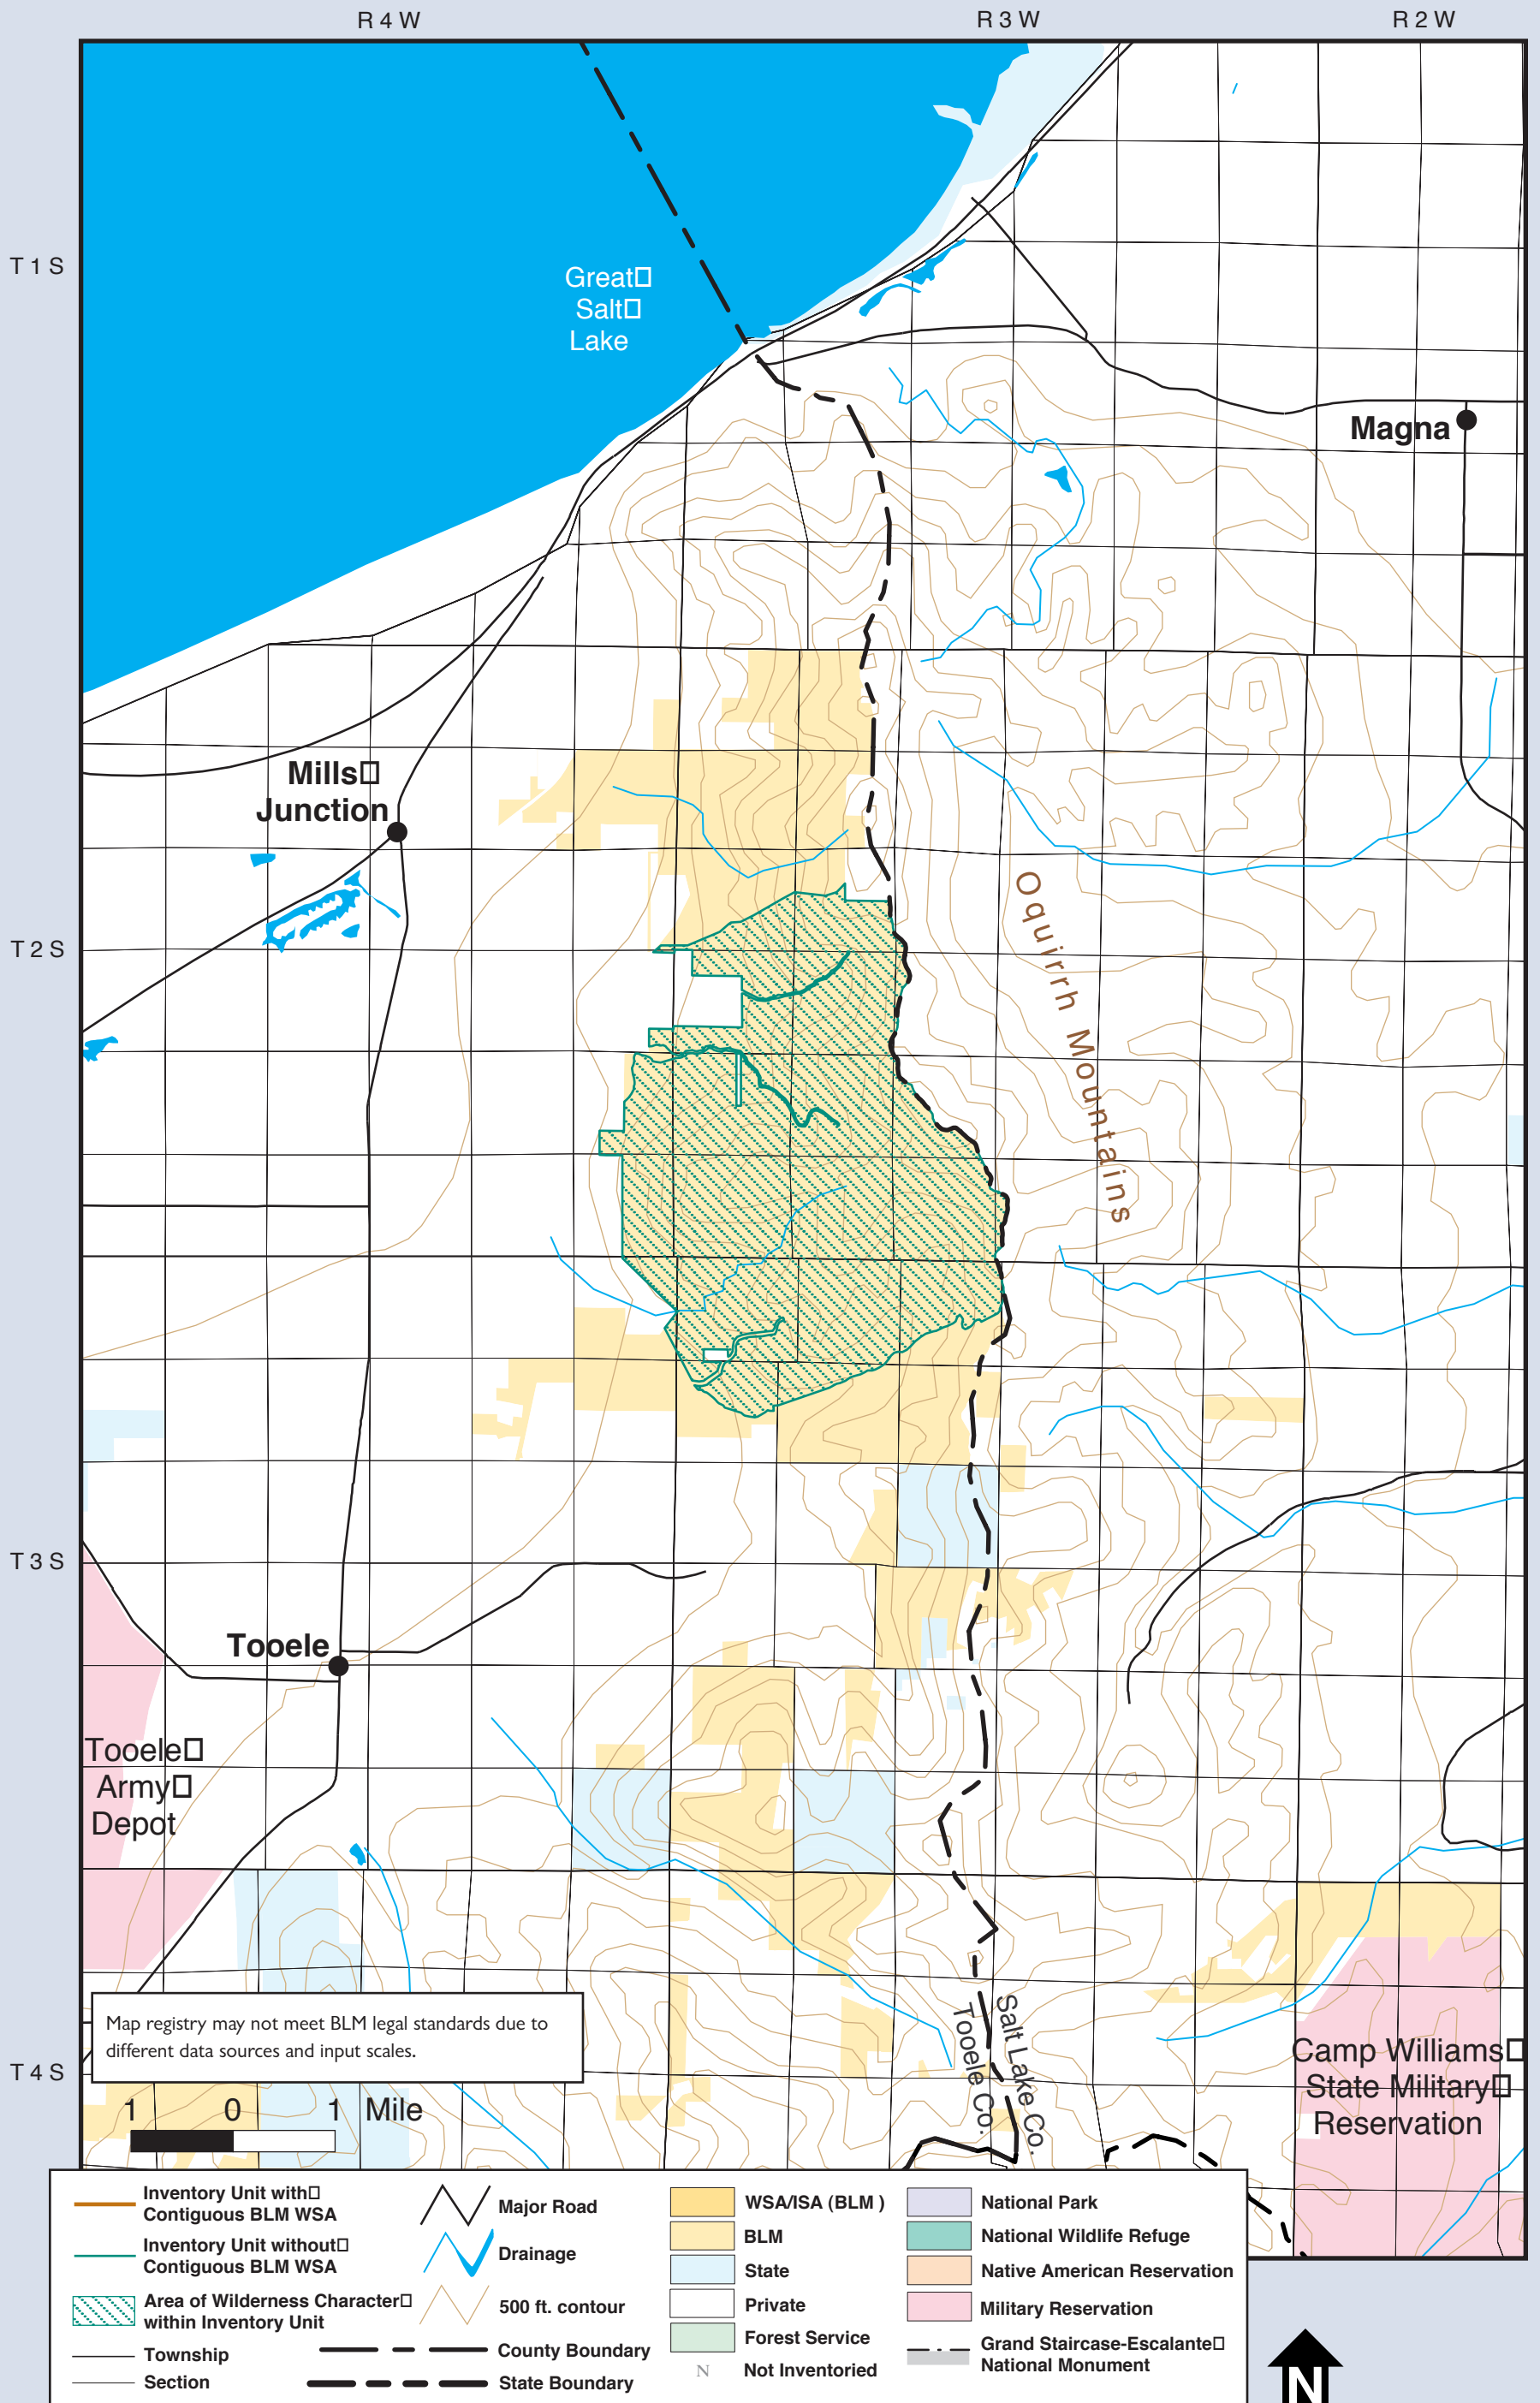 R 4 W
R 3 W
R 2 W
T 1 S
Great
Salt
Lake
Magna
Mills
Junction
T 2 S
Oquirrh Mountains
T 3 S
Tooele
Tooele
Army
Depot
Salt Lake Co.
Tooele Co.
Map registry may not meet BLM legal standards due to
different data sources and input scales.
T 4 S
Camp Williams
State Military
Reservation
1 0 1 Mile
Inventory Unit with
Contiguous BLM WSA
Inventory Unit without
Contiguous BLM WSA
Area of Wilderness Character
within Inventory Unit
Township
Section
Major Road
Drainage
500 ft. contour
County Boundary
State Boundary
WSA/ISA (BLM )
BLM
State
Private
Forest Service
N Not Inventoried
National Park
National Wildlife Refuge
Native American Reservation
Military Reservation
Grand Staircase-Escalante
National Monument
N